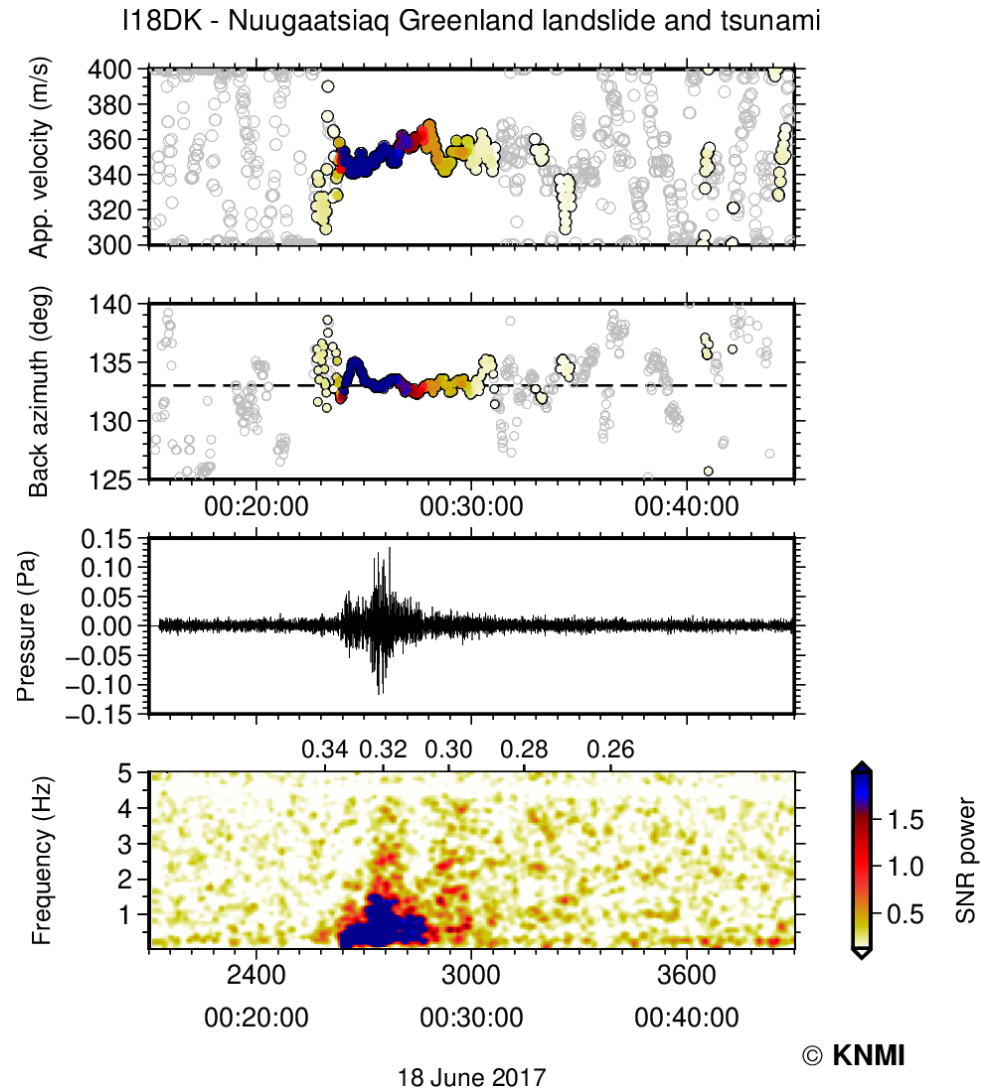 I18DK - Nuugaatsiaq Greenland landslide and tsunami
App. velocity (m/s)
400
380
360
340
320
300
Back azimuth (deg)
140
135
130
125
00:20:00 00:30:00 00:40:00
Pressure (Pa)
0.15
0.10
0.05
0.00
−0.05
−0.10
−0.15
0.34 0.32 0.30 0.28 0.26
Frequency (Hz)
5
4
3
2
1
1.5
1.0
0.5
SNR power
2400 3000 3600
00:20:00 00:30:00 00:40:00
© KNMI
18 June 2017